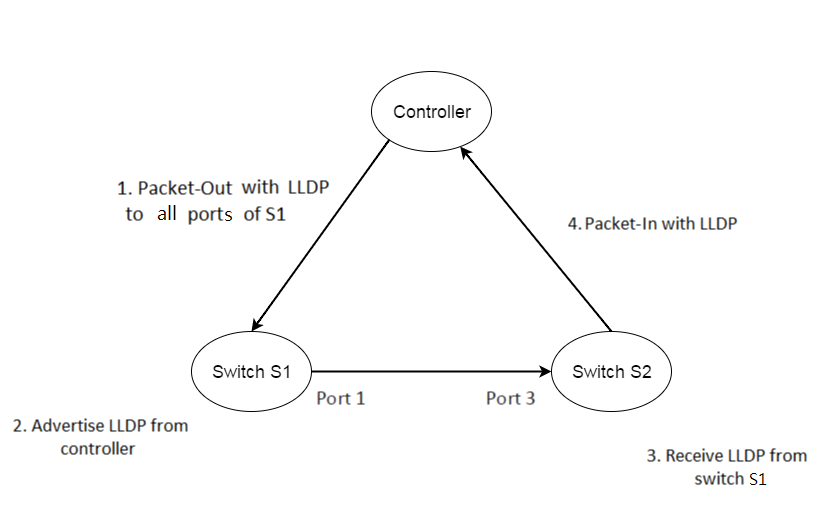 Controller
1. Packet-Out with LLDP
to all ports of S1
4. Packet-In with LLDP
Switch S1
Switch S2
Port 1
Port 3
2. Advertise LLDP from
controller
3. Receive LLDP from
switch S1